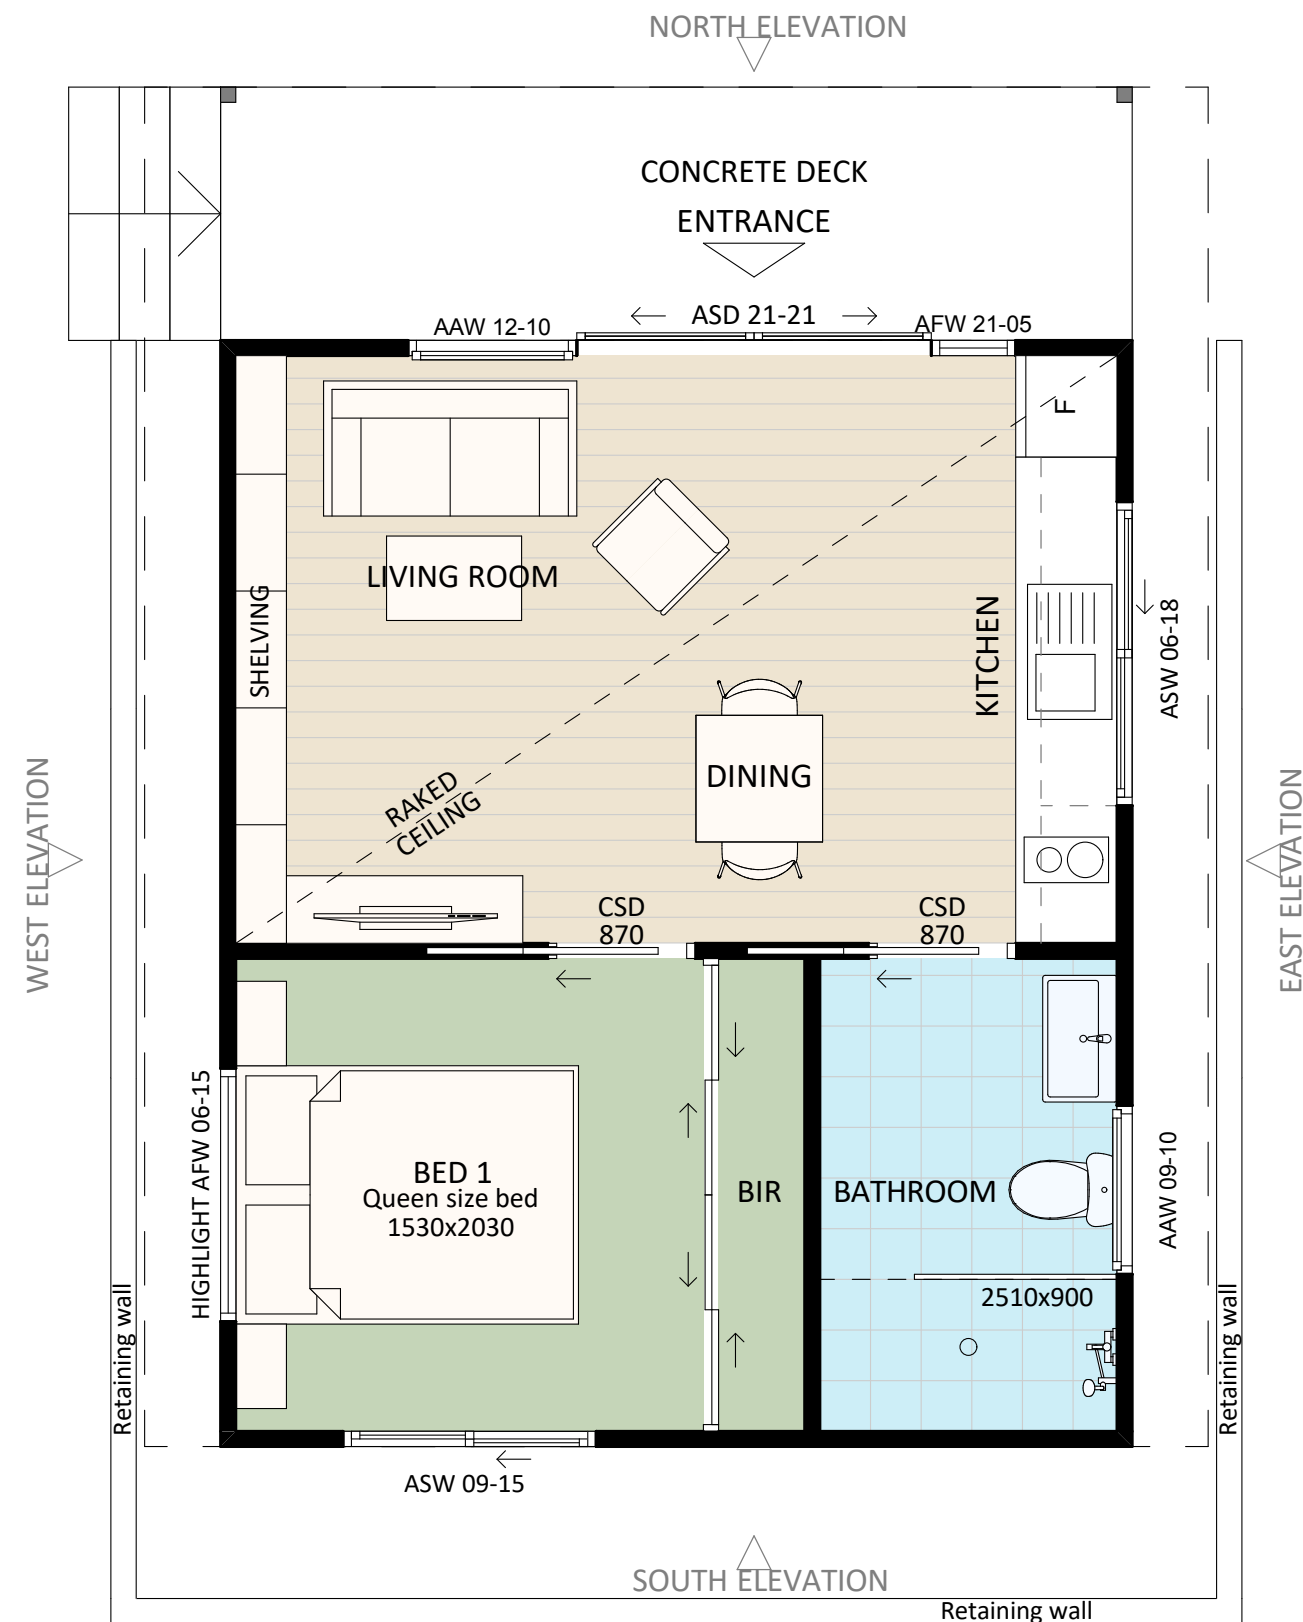 NORTH ELEVATION
CONCRETE DECK
ENTRANCE
ASD 21-21
AAW 12-10
AFW 21-05
F
LIVING ROOM
SHELVING
KITCHEN
ASW 06-18
DINING
RAKED
CEILING
WEST ELEVATION
EAST ELEVATION
CSD
870
CSD
870
HIGHLIGHT AFW 06-15
BED 1
Queen size bed
1530x2030
BIR
BATHROOM
AAW 09-10
2510x900
Retaining wall
Retaining wall
ASW 09-15
SOUTH ELEVATION
Retaining wall